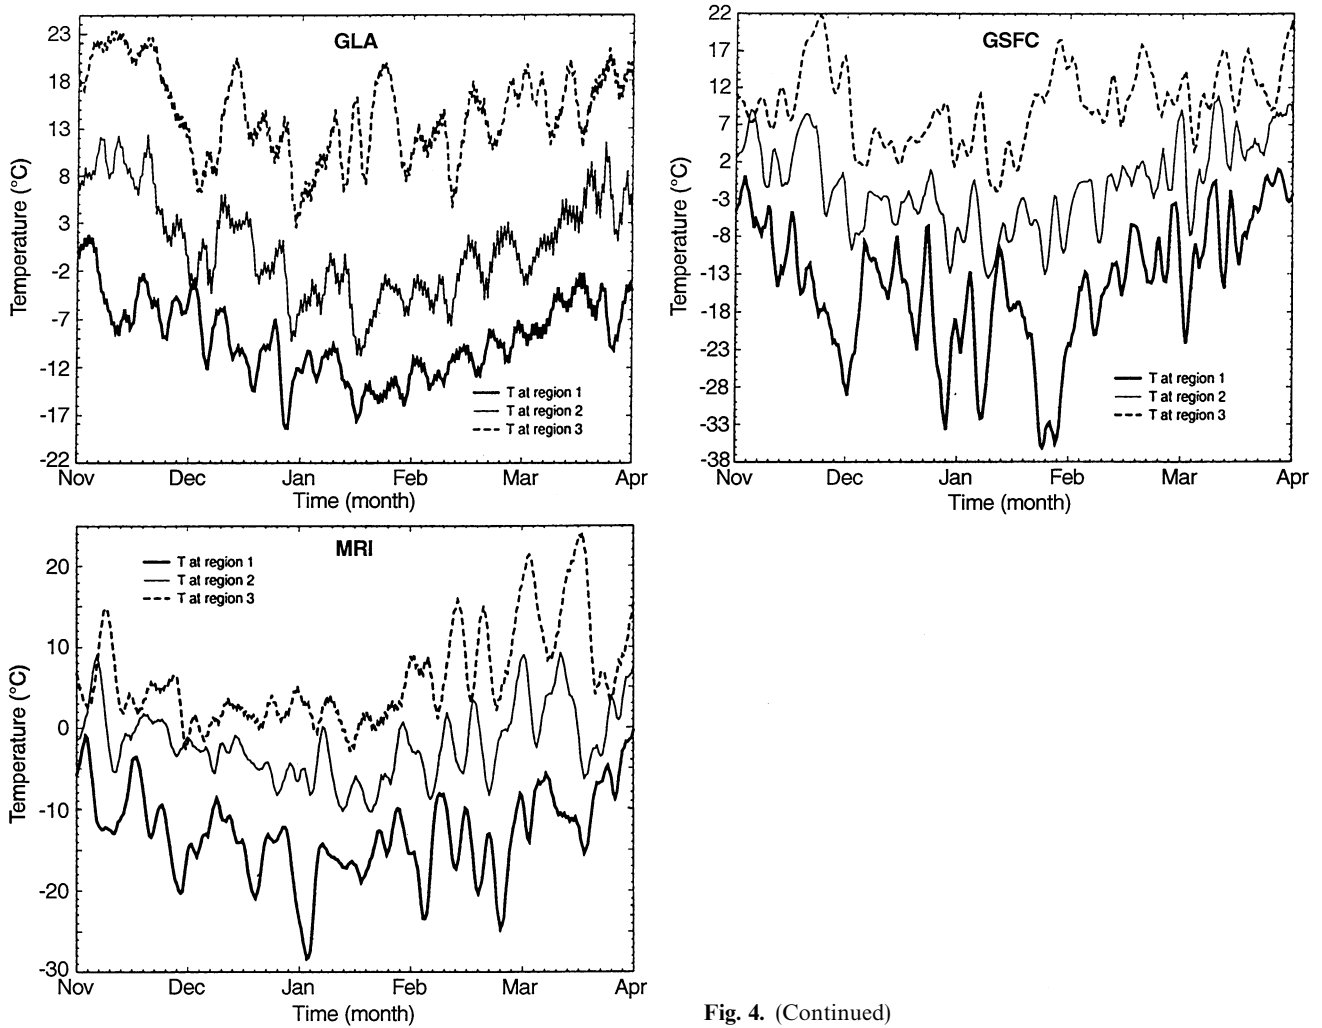 GLA
Temperature (°C)
23
18
13
8
3
-2
-7
-12
-17
-22
T at region 1
T at region 2
T at region 3
Nov Dec Jan Feb Mar Apr
Time (month)
GSFC
Temperature (°C)
22
17
12
7
2
-3
-8
-13
-18
-23
-28
-33
-38
T at region 1
T at region 2
T at region 3
Nov Dec Jan Feb Mar Apr
Time (month)
MRI
T at region 1
T at region 2
T at region 3
Temperature (°C)
20
10
0
-10
-20
-30
Nov Dec Jan Feb Mar Apr
Time (month)
Fig. 4. (Continued)